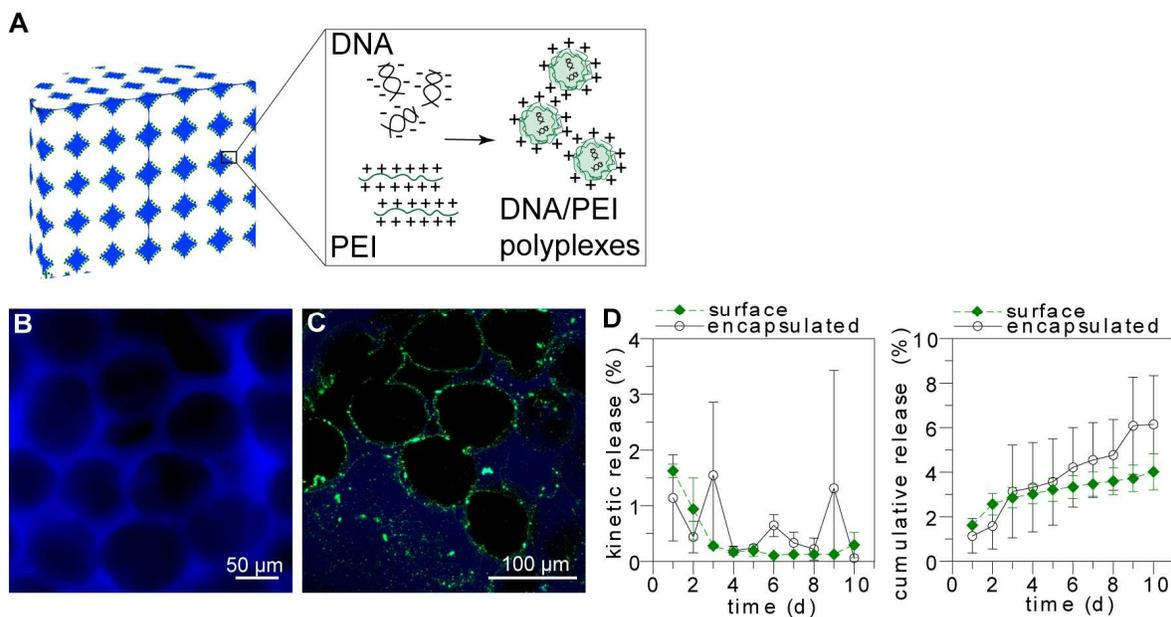 A
DNA
PEI
DNA/PEI
polyplexes
B
50 µm
C
100 µm
D
surface
encapsulated
kinetic release (%)
4
3
2
1
0
0 2 4 6 8 10
time (d)
surface
encapsulated
cumulative release (%)
10
8
6
4
2
0
0 2 4 6 8 10
time (d)